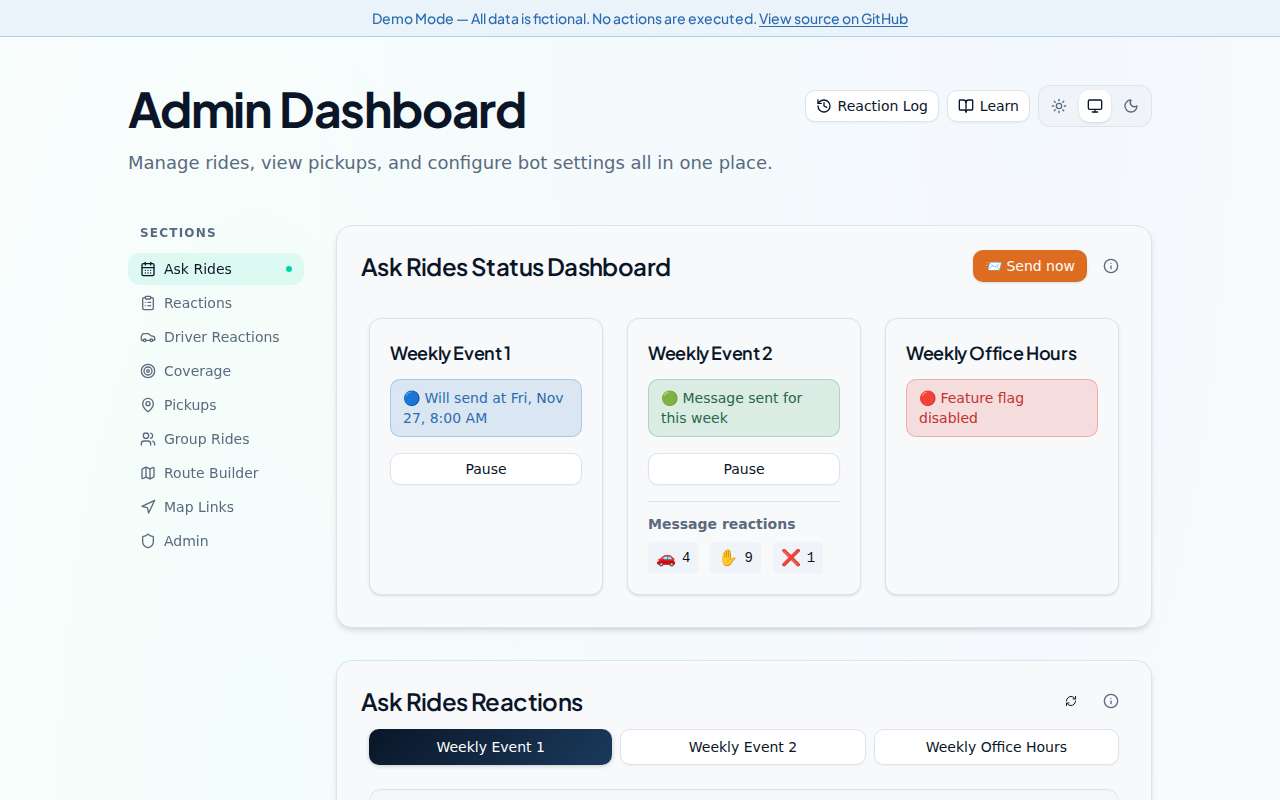 Demo Mode — All data is fictional. No actions are executed. View source on GitHub
Admin Dashboard
Reaction Log
Learn
Manage rides, view pickups, and configure bot settings all in one place.
SECTIONS
Ask Rides
Reactions
Driver Reactions
Coverage
Pickups
Group Rides
Route Builder
Map Links
Admin
Ask Rides Status Dashboard
📨 Send now
Weekly Event 1
🔵 Will send at Fri, Nov
27, 8:00 AM
Pause
Weekly Event 2
🟢 Message sent for
this week
Pause
Message reactions
🚗 4
✋ 9
❌ 1
Weekly Office Hours
🔴 Feature flag
disabled
Ask Rides Reactions
Weekly Event 1
Weekly Event 2
Weekly Office Hours